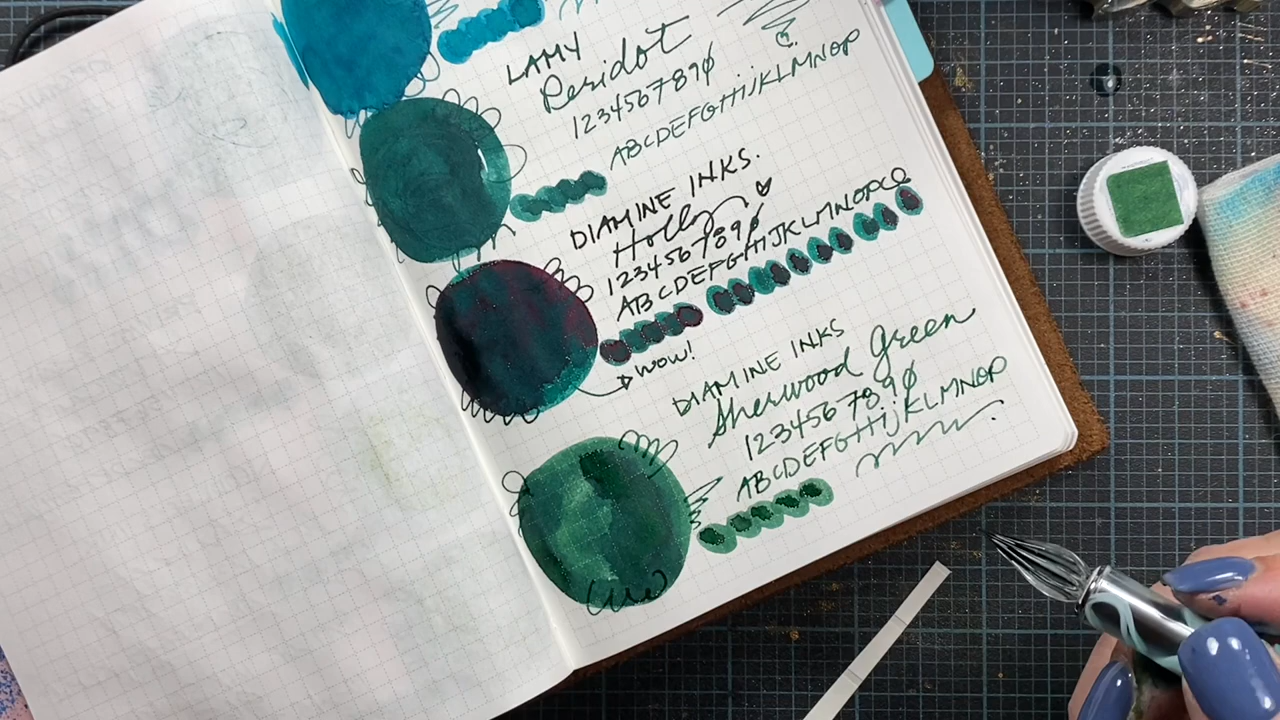 LAMY
Peridot
1234567890
ABCDEFGHIJKLMNOP
DIAMINE INKS.
Holly
1234567890
ABCDEFGHIJKLMNOPQ
WOW!
DIAMINE INKS
Sherwood Green
1234567890
ABCDEFGHIJKLMNOP